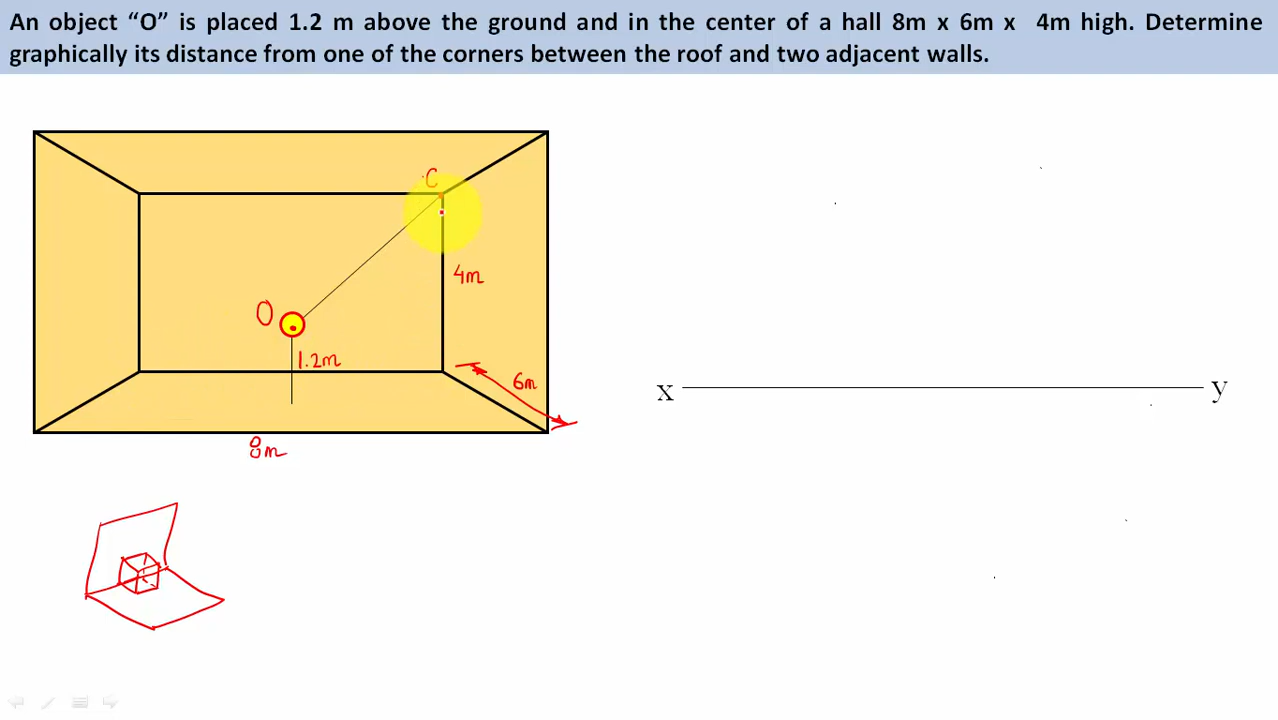 An object “O” is placed 1.2 m above the ground and in the center of a hall 8m x 6m x 4m high. Determine
graphically its distance from one of the corners between the roof and two adjacent walls.
C
4m
O
1.2m
6m
x
y
8m